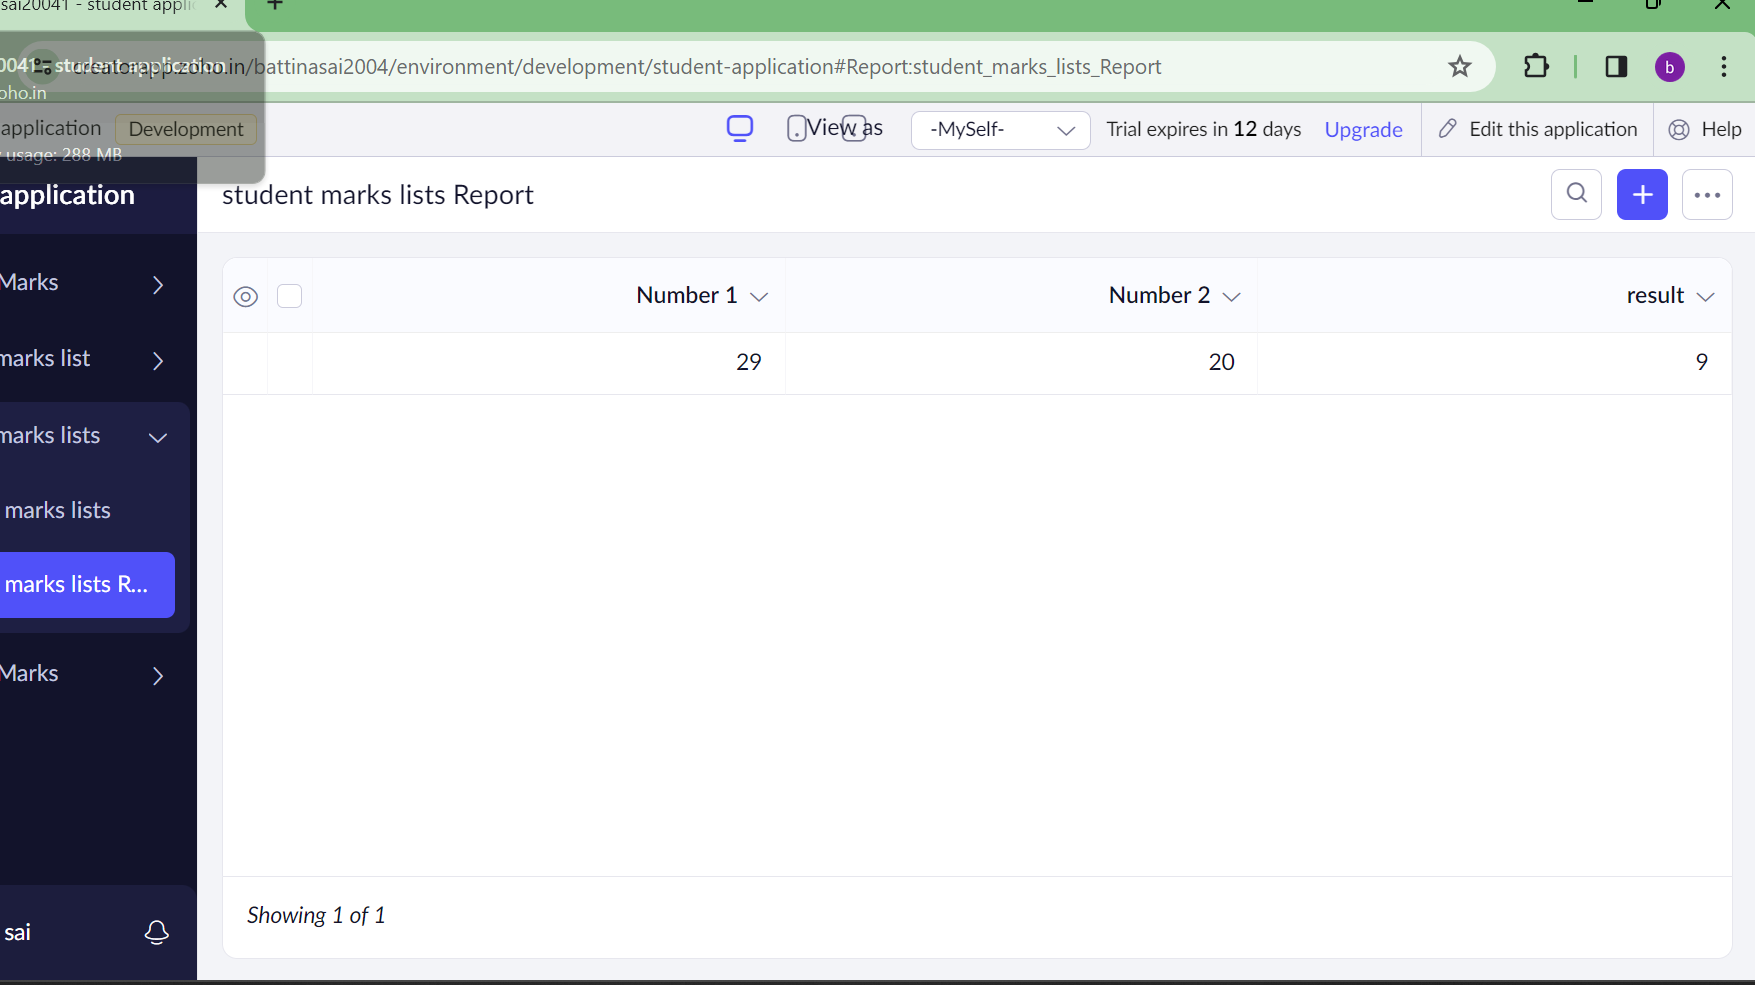 sai20041 - student appli
0041 - student application
creatorapp.zoho.in/battinasai2004/environment/development/student-application#Report:student_marks_lists_Report
b
oho.in
application
Development
View as
-MySelf-
Trial expires in 12 days
Upgrade
Edit this application
Help
usage: 288 MB
application
student marks lists Report
Marks
marks list
marks lists
marks lists
marks lists R...
Marks
sai
Number 1
Number 2
result
29
20
9
Showing 1 of 1